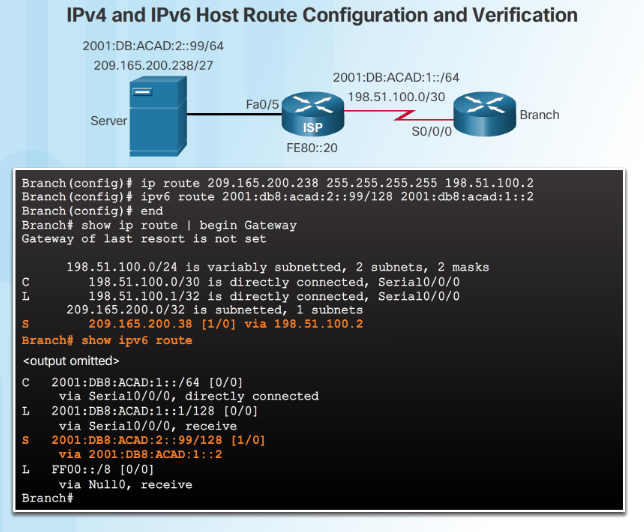 IPv4 and IPv6 Host Route Configuration and Verification
2001:DB:ACAD:2::99/64
209.165.200.238/27
Server
Fa0/5
ISP
FE80::20
2001:DB:ACAD:1::/64
198.51.100.0/30
S0/0/0
Branch
Branch(config)# ip route 209.165.200.238 255.255.255.255 198.51.100.2
Branch(config)# ipv6 route 2001:db8:acad:2::99/128 2001:db8:acad:1::2
Branch(config)# end
Branch# show ip route | begin Gateway
Gateway of last resort is not set
198.51.100.0/24 is variably subnetted, 2 subnets, 2 masks
C 198.51.100.0/30 is directly connected, Serial0/0/0
L 198.51.100.1/32 is directly connected, Serial0/0/0
209.165.200.0/32 is subnetted, 1 subnets
S 209.165.200.38 [1/0] via 198.51.100.2
Branch# show ipv6 route
<output omitted>
C 2001:DB8:ACAD:1::/64 [0/0]
via Serial0/0/0, directly connected
L 2001:DB8:ACAD:1::1/128 [0/0]
via Serial0/0/0, receive
S 2001:DB8:ACAD:2::99/128 [1/0]
via 2001:DB8:ACAD:1::2
L FF00::/8 [0/0]
via Null0, receive
Branch#